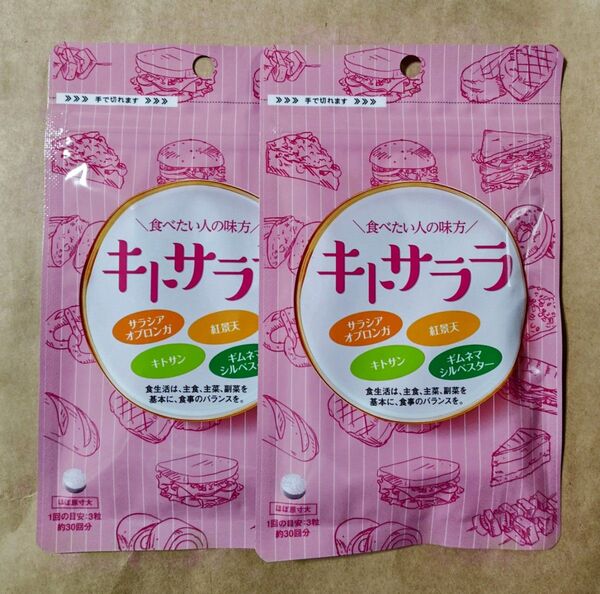 >>> 手で切れます >>>
＼食べたい人の味方
キトサラ
サラシア
オブロンガ
紅景天
キトサン
ギムネマ
シルベスタ
食生活は、主食、主菜、副菜を
基本に、食事のバランスを。
ほぼ原寸大
1回の目安:3粒
約30回分
>>> 手で切れます >>>
＼食べたい人の味方／
キトサララ
サラシア
オブロンガ
紅景天
キトサン
ギムネマ
シルベスター
食生活は、主食、主菜、副菜を
基本に、食事のバランスを。
ほぼ原寸大
1回の目安:3粒
約30回分